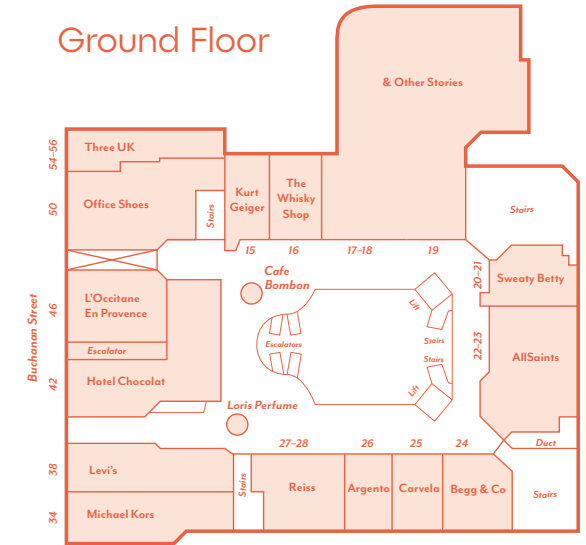 Ground Floor
& Other Stories
54–56
Three UK
50
Office Shoes
Stairs
Kurt
Geiger
The
Whisky
Shop
Stairs
15
16
17–18
19
Cafe
Bombon
20–21
Sweaty Betty
Buchanan Street
46
L'Occitane
En Provence
Lift
Stairs
Escalators
Escalator
22–23
AllSaints
Stairs
42
Hotel Chocolat
Lift
Loris Perfume
27–28
26
25
24
Duct
38
Levi's
Stairs
Reiss
Argento
Carvela
Begg & Co
Stairs
34
Michael Kors